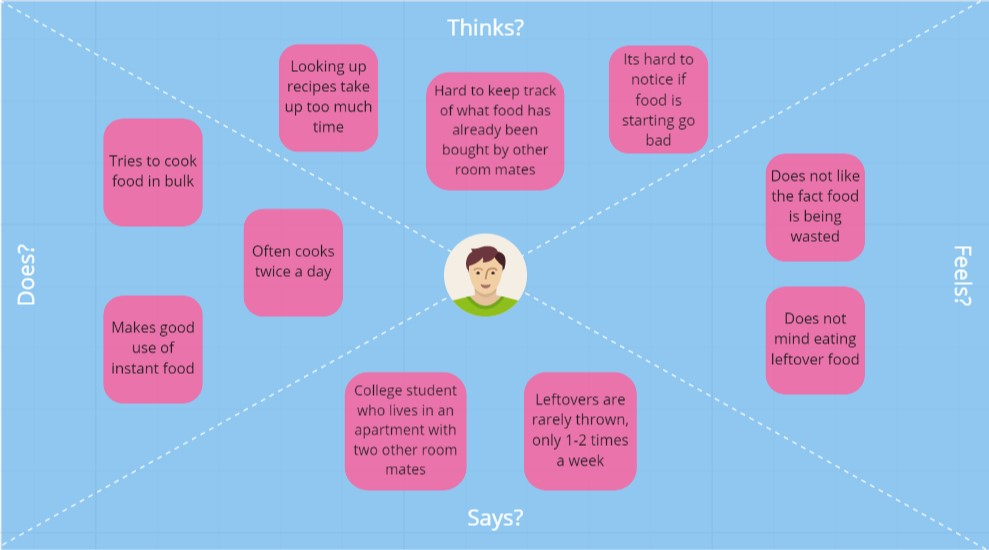 Thinks?
Looking up
recipes take
up too much
time
Hard to keep track
of what food has
already been
bought by other
room mates
Its hard to
notice if
food is
starting go
bad
Does?
Tries to cook
food in bulk
Often cooks
twice a day
Makes good
use of
instant food
Feels?
Does not like
the fact food
is being
wasted
Does not
mind eating
leftover food
College student
who lives in an
apartment with
two other room
mates
Leftovers are
rarely thrown,
only 1-2 times
a week
Says?